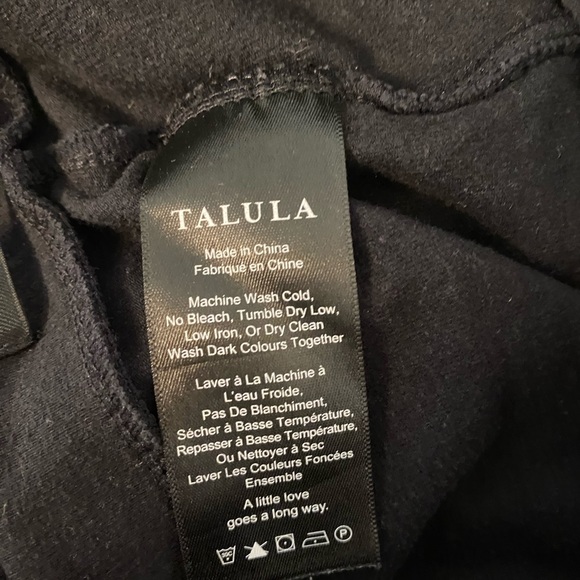 TALULA
Made in China
Fabriqué en Chine
Machine Wash Cold,
No Bleach, Tumble Dry Low,
Low Iron, Or Dry Clean
Wash Dark Colours Together
Laver à La Machine à
L'eau Froide,
Pas De Blanchiment,
Sécher à Basse Température,
Repasser à Basse Température,
Ou Nettoyer à Sec
Laver Les Couleurs Foncées
Ensemble
A little love
goes a long way.
30C P